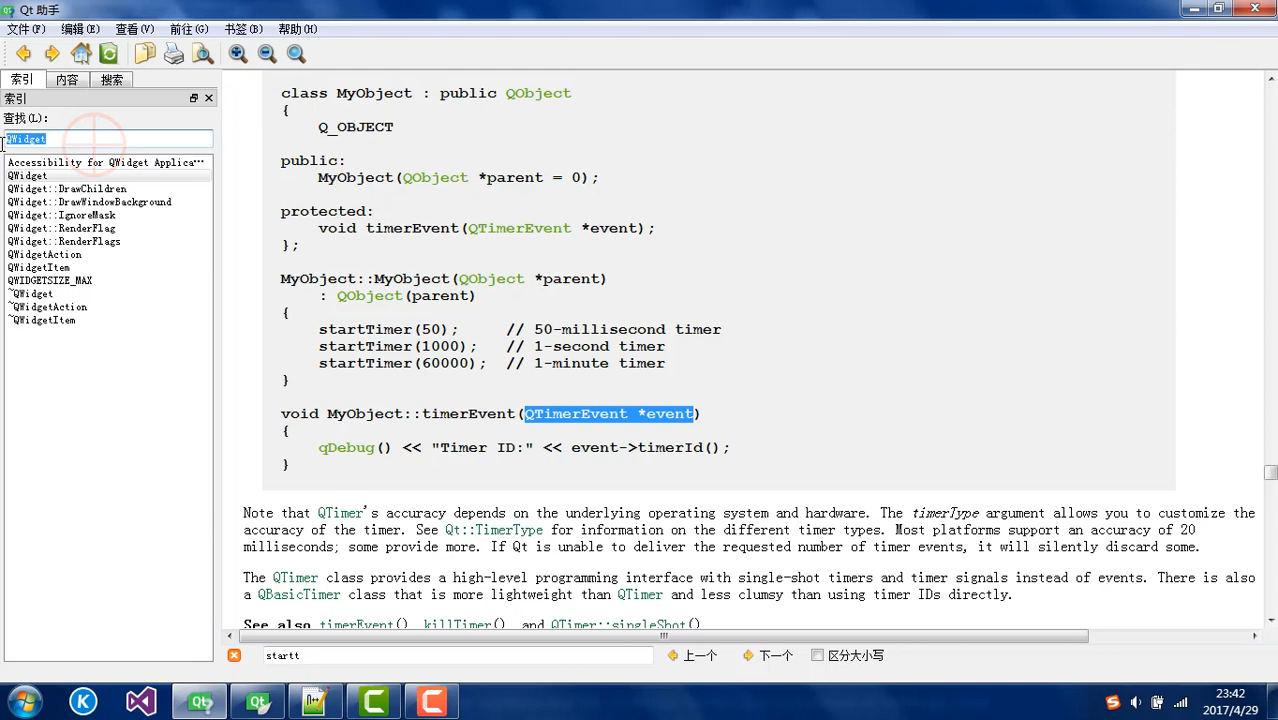 Qt 助手
文件(F) 编辑(E) 查看(V) 前往(G) 书签(B) 帮助(H)
索引 内容 搜索
索引
查找(L):
QWidget
Accessibility for QWidget Applica···
QWidget
QWidget::DrawChildren
QWidget::DrawWindowBackground
QWidget::IgnoreMask
QWidget::RenderFlag
QWidget::RenderFlags
QWidgetAction
QWidgetItem
QWIDGETSIZE_MAX
~QWidget
~QWidgetAction
~QWidgetItem
class MyObject : public QObject
{
Q_OBJECT
public:
MyObject(QObject *parent = 0);
protected:
void timerEvent(QTimerEvent *event);
};
MyObject::MyObject(QObject *parent)
: QObject(parent)
{
startTimer(50); // 50-millisecond timer
startTimer(1000); // 1-second timer
startTimer(60000); // 1-minute timer
}
void MyObject::timerEvent(QTimerEvent *event)
{
qDebug() << "Timer ID:" << event->timerId();
}
Note that QTimer's accuracy depends on the underlying operating system and hardware. The timerType argument allows you to customize the
accuracy of the timer. See Qt::TimerType for information on the different timer types. Most platforms support an accuracy of 20
milliseconds; some provide more. If Qt is unable to deliver the requested number of timer events, it will silently discard some.
The QTimer class provides a high-level programming interface with single-shot timers and timer signals instead of events. There is also
a QBasicTimer class that is more lightweight than QTimer and less clumsy than using timer IDs directly.
See also timerEvent(), killTimer(), and QTimer::singleShot()
startt 上一个 下一个 区分大小写
23:42
2017/4/29